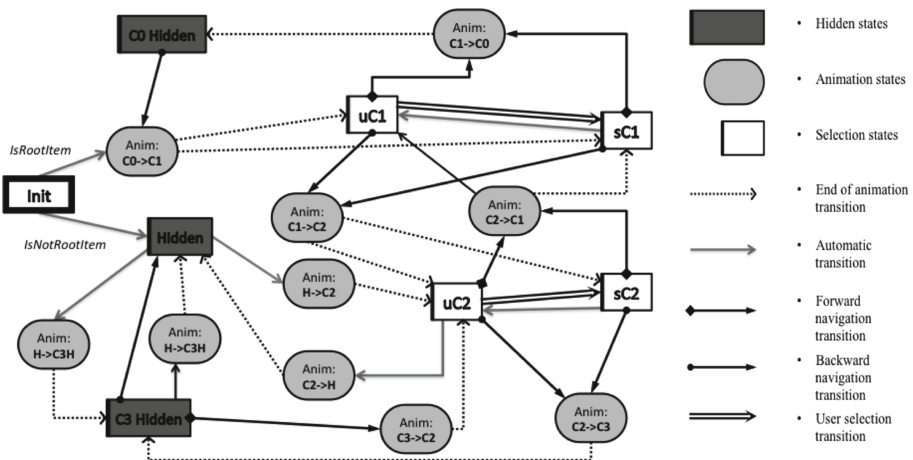 C0 Hidden
Anim:
C1->C0
uC1
sC1
IsRootItem
Anim:
C0->C1
Init
IsNotRootItem
Hidden
Anim:
C1->C2
Anim:
C2->C1
Anim:
H->C2
uC2
sC2
Anim:
H->C3H
Anim:
H->C3H
Anim:
C2->H
C3 Hidden
Anim:
C3->C2
Anim:
C2->C3
• Hidden states
• Animation states
• Selection states
• End of animation
transition
• Automatic
transition
• Forward
navigation
transition
• Backward
navigation
transition
• User selection
transition